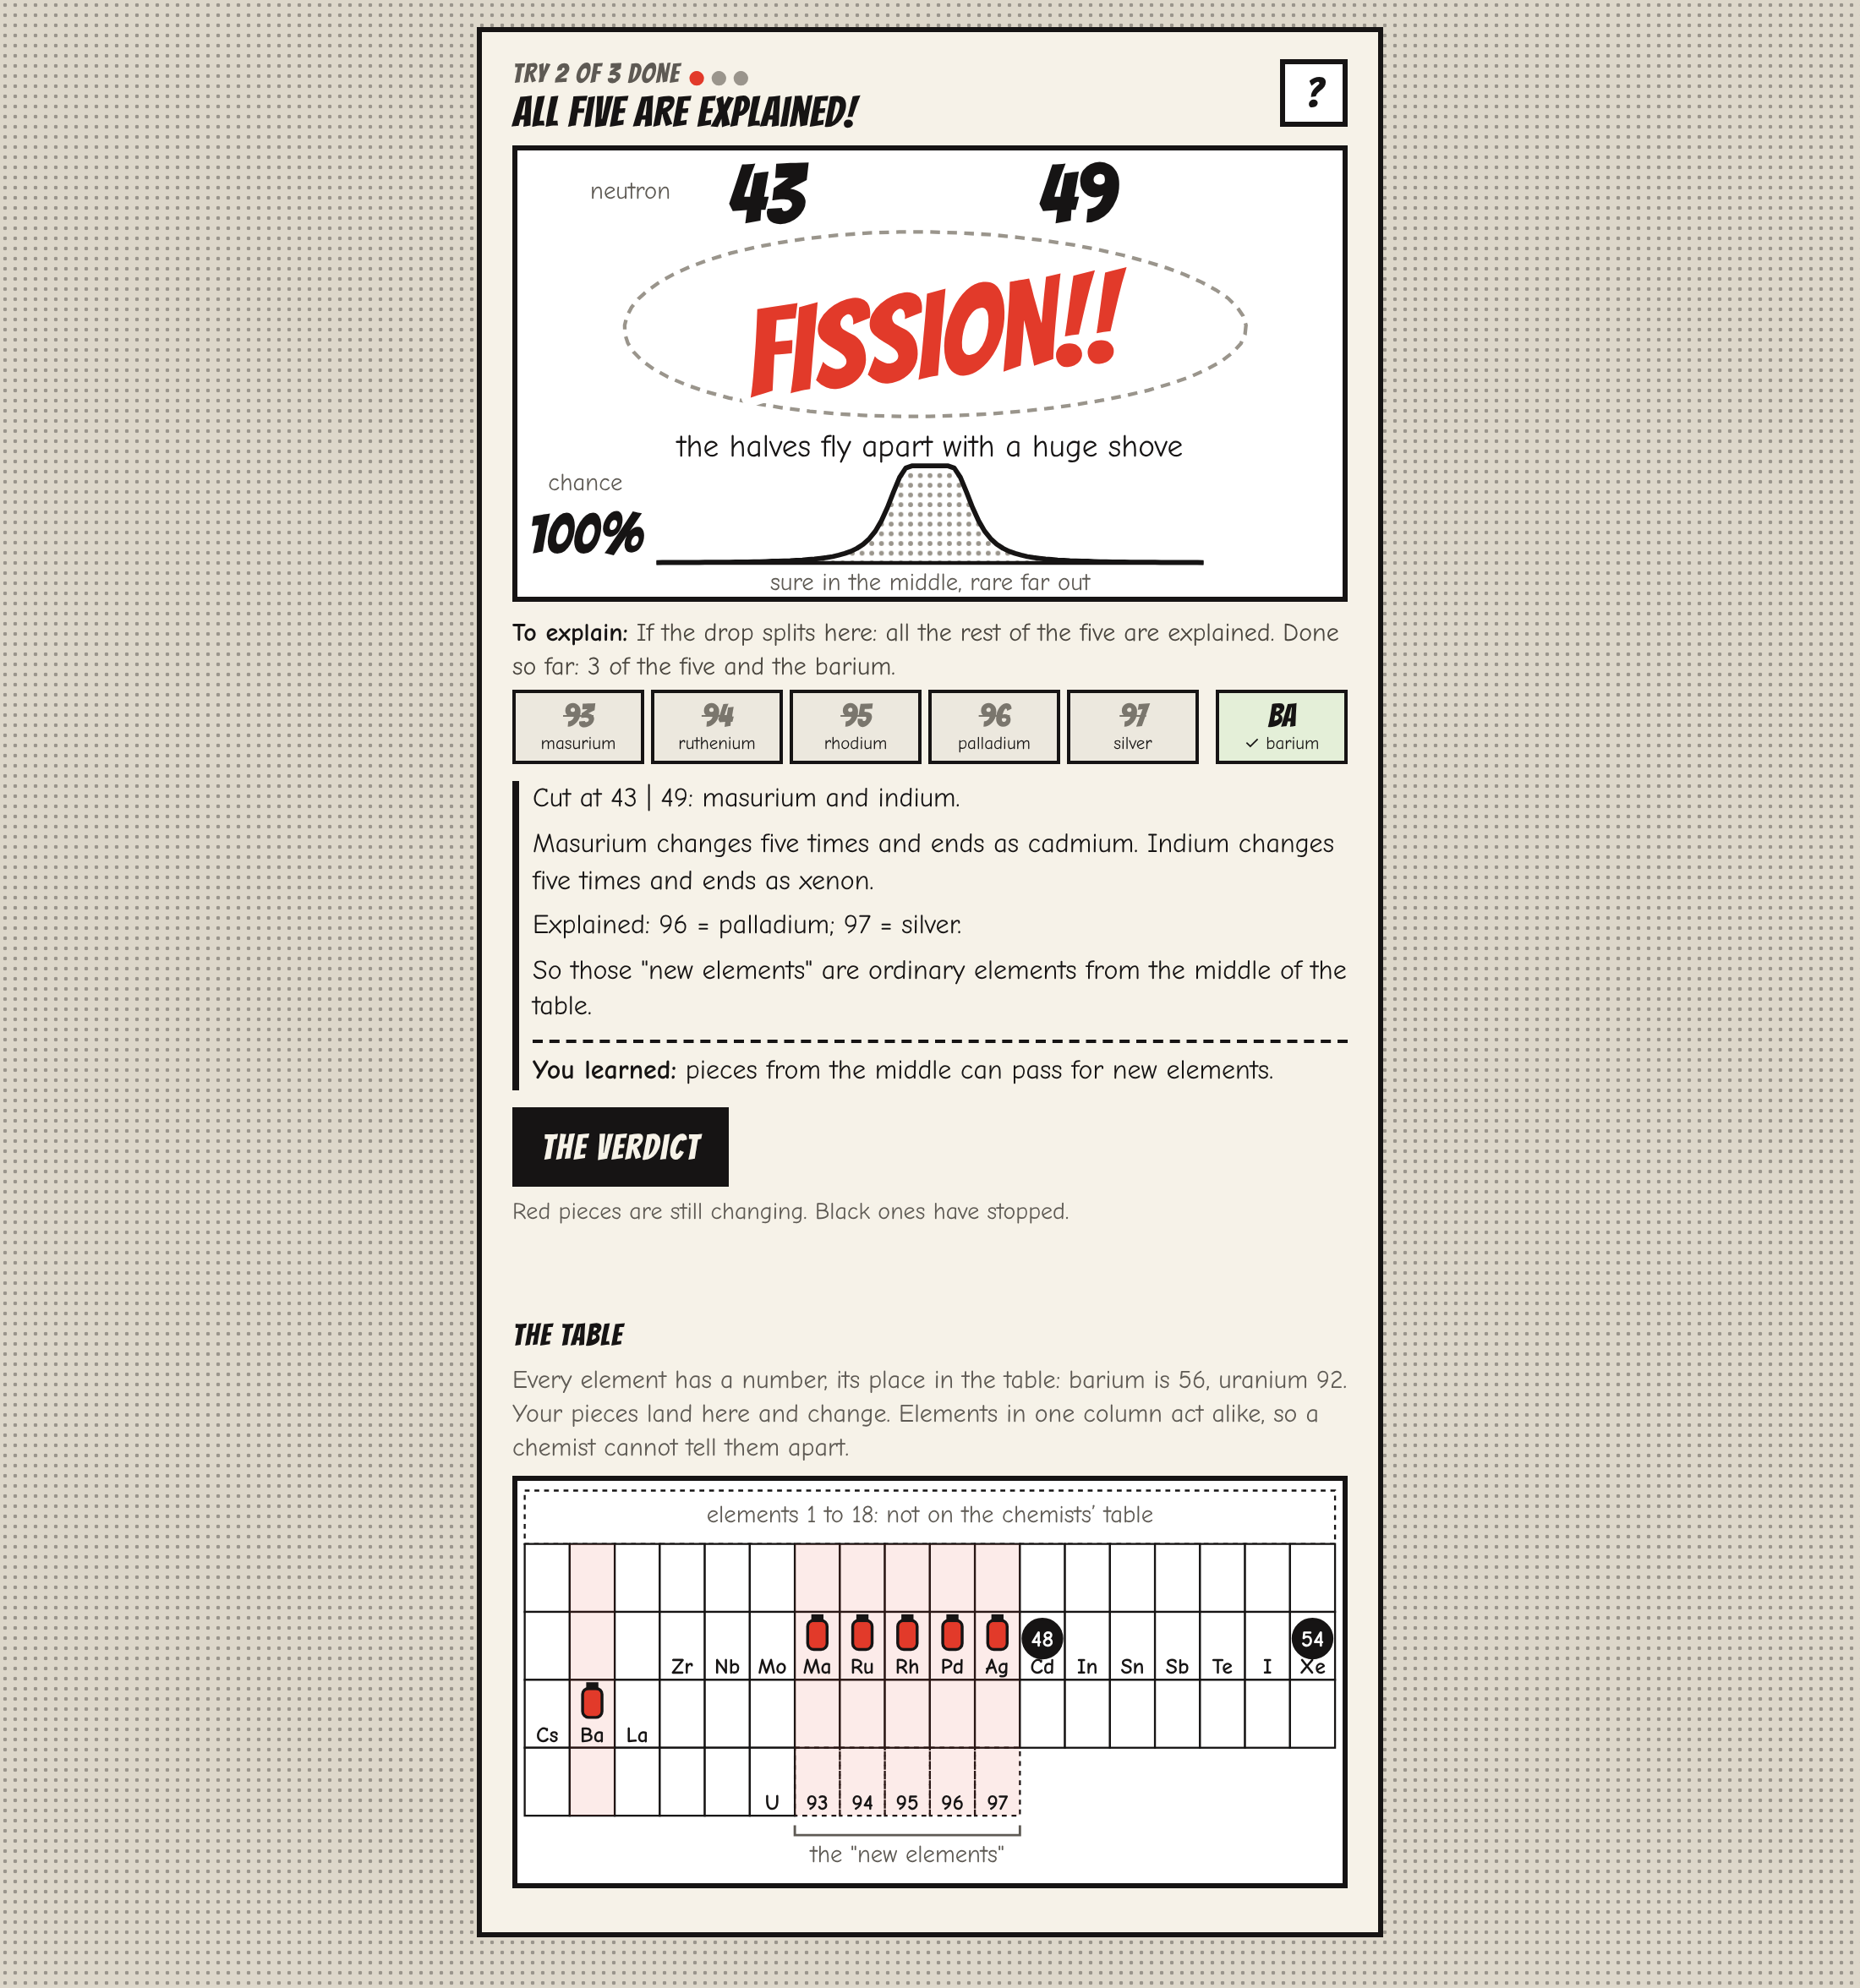 TRY 2 OF 3 DONE
ALL FIVE ARE EXPLAINED!
?
neutron 43 49
FISSION!!
the halves fly apart with a huge shove
chance
100%
sure in the middle, rare far out
To explain: If the drop splits here: all the rest of the five are explained. Done
so far: 3 of the five and the barium.
93 94 95 96 97 BA
masurium ruthenium rhodium palladium silver ✓ barium
Cut at 43 | 49: masurium and indium.
Masurium changes five times and ends as cadmium. Indium changes
five times and ends as xenon.
Explained: 96 = palladium; 97 = silver.
So those "new elements" are ordinary elements from the middle of the
table.
You learned: pieces from the middle can pass for new elements.
THE VERDICT
Red pieces are still changing. Black ones have stopped.
THE TABLE
Every element has a number, its place in the table: barium is 56, uranium 92.
Your pieces land here and change. Elements in one column act alike, so a
chemist cannot tell them apart.
elements 1 to 18: not on the chemists’ table
48 54
Zr Nb Mo Ma Ru Rh Pd Ag Cd In Sn Sb Te I Xe
Cs Ba La
U 93 94 95 96 97
the "new elements"